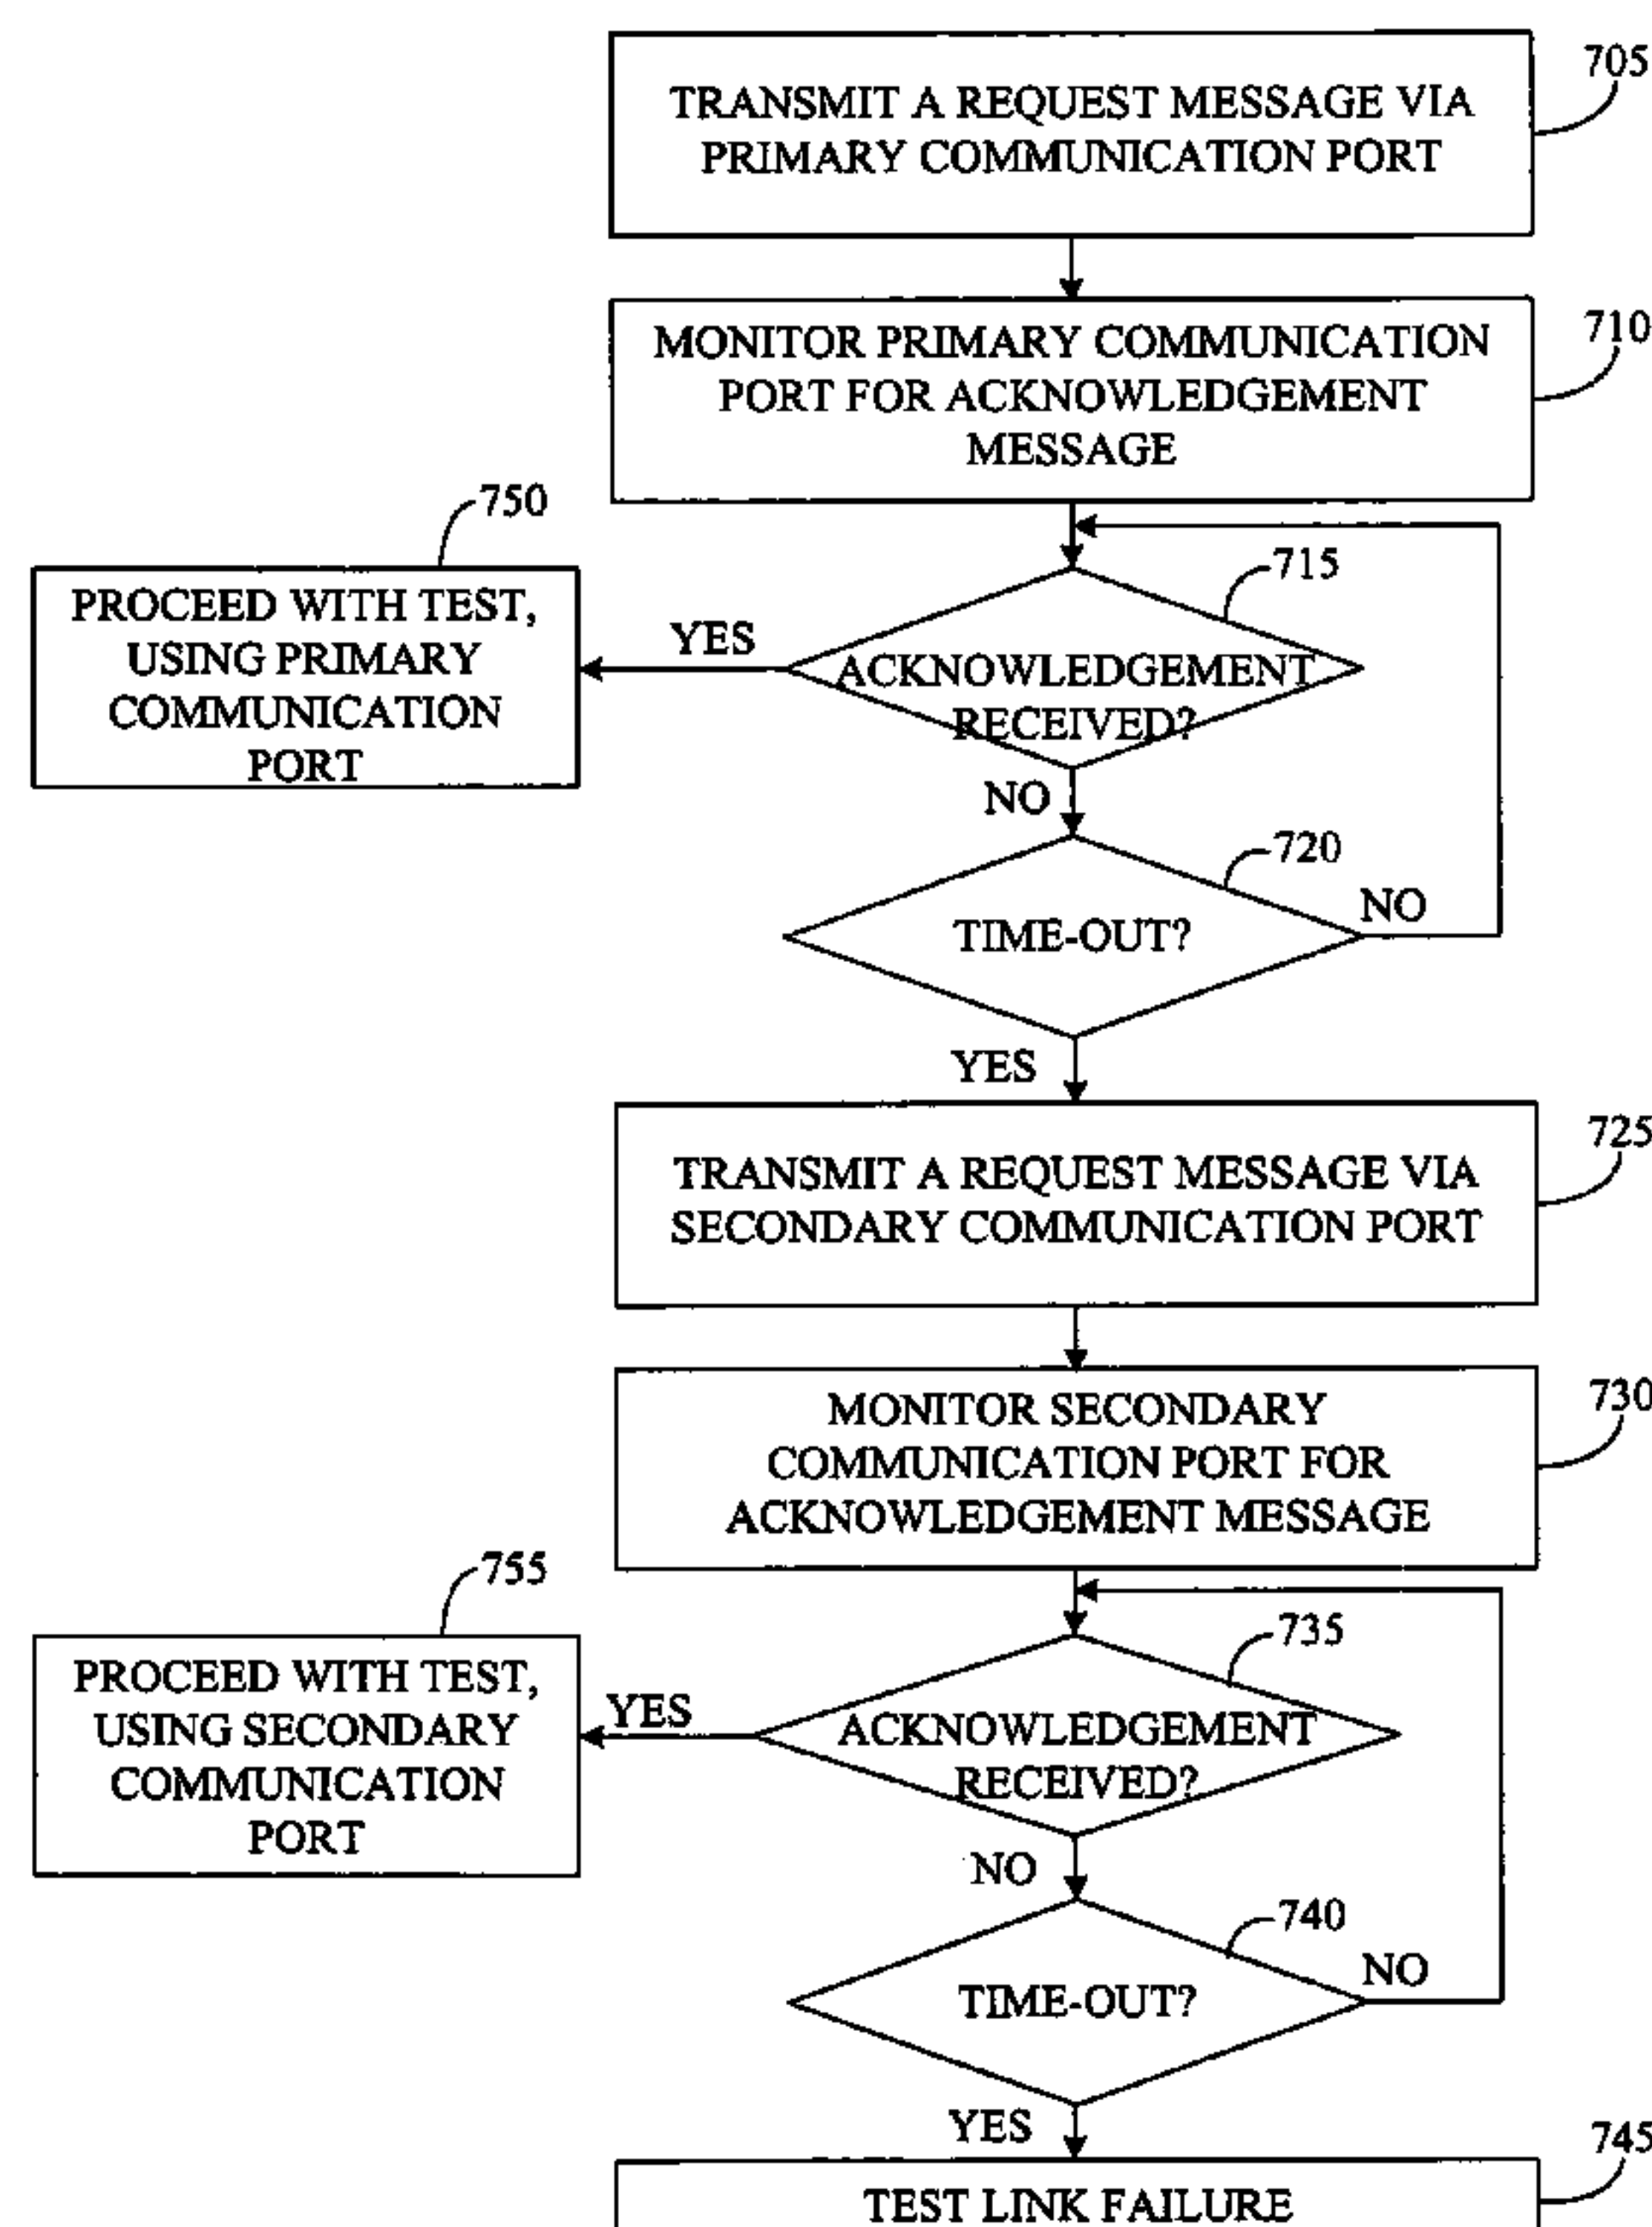 705
TRANSMIT A REQUEST MESSAGE VIA
PRIMARY COMMUNICATION PORT
710
MONITOR PRIMARY COMMUNICATION
PORT FOR ACKNOWLEDGEMENT
MESSAGE
750
PROCEED WITH TEST,
USING PRIMARY
COMMUNICATION
PORT
YES
715
ACKNOWLEDGEMENT
RECEIVED?
NO
720
TIME-OUT?
NO
YES
725
TRANSMIT A REQUEST MESSAGE VIA
SECONDARY COMMUNICATION PORT
730
MONITOR SECONDARY
COMMUNICATION PORT FOR
ACKNOWLEDGEMENT MESSAGE
755
PROCEED WITH TEST,
USING SECONDARY
COMMUNICATION
PORT
YES
735
ACKNOWLEDGEMENT
RECEIVED?
NO
740
TIME-OUT?
NO
YES
745
TEST LINK FAILURE